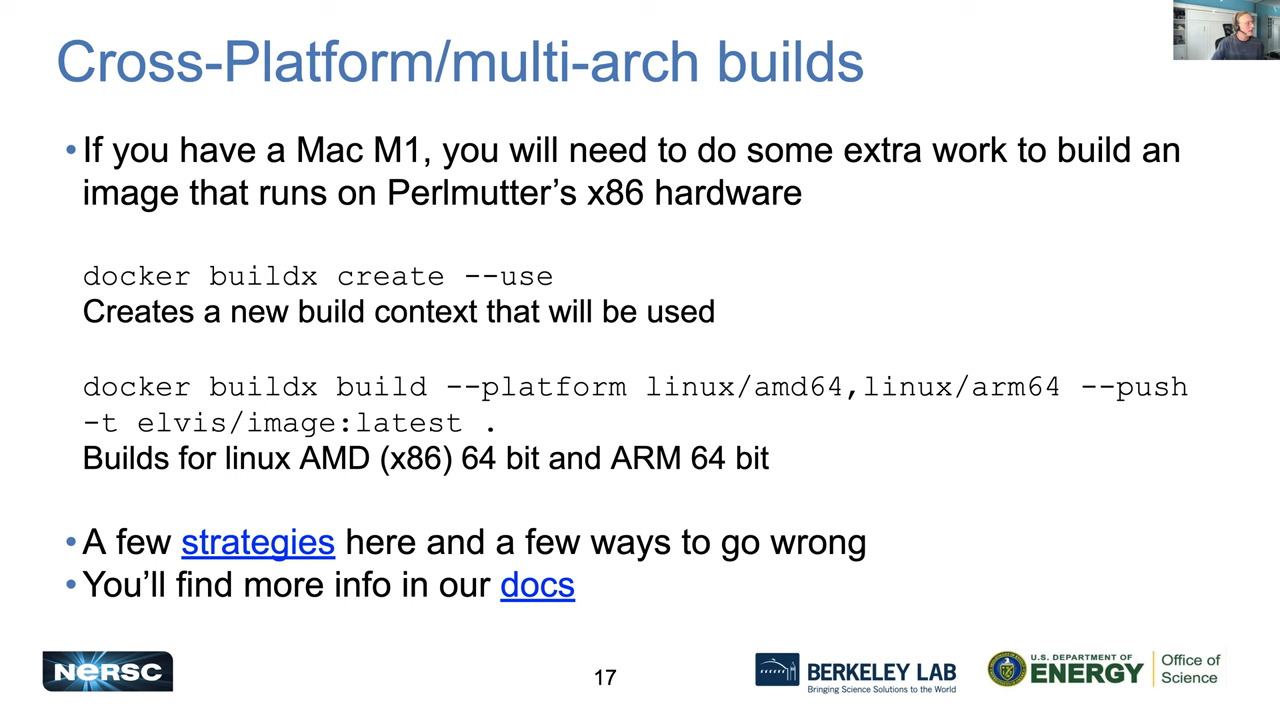 Cross-Platform/multi-arch builds
•If you have a Mac M1, you will need to do some extra work to build an
image that runs on Perlmutter’s x86 hardware
docker buildx create --use
Creates a new build context that will be used
docker buildx build --platform linux/amd64,linux/arm64 --push
-t elvis/image:latest .
Builds for linux AMD (x86) 64 bit and ARM 64 bit
•A few strategies here and a few ways to go wrong
•You’ll find more info in our docs
NERSC
17
BERKELEY LAB
Bringing Science Solutions to the World
U.S. DEPARTMENT OF
ENERGY
Office of
Science